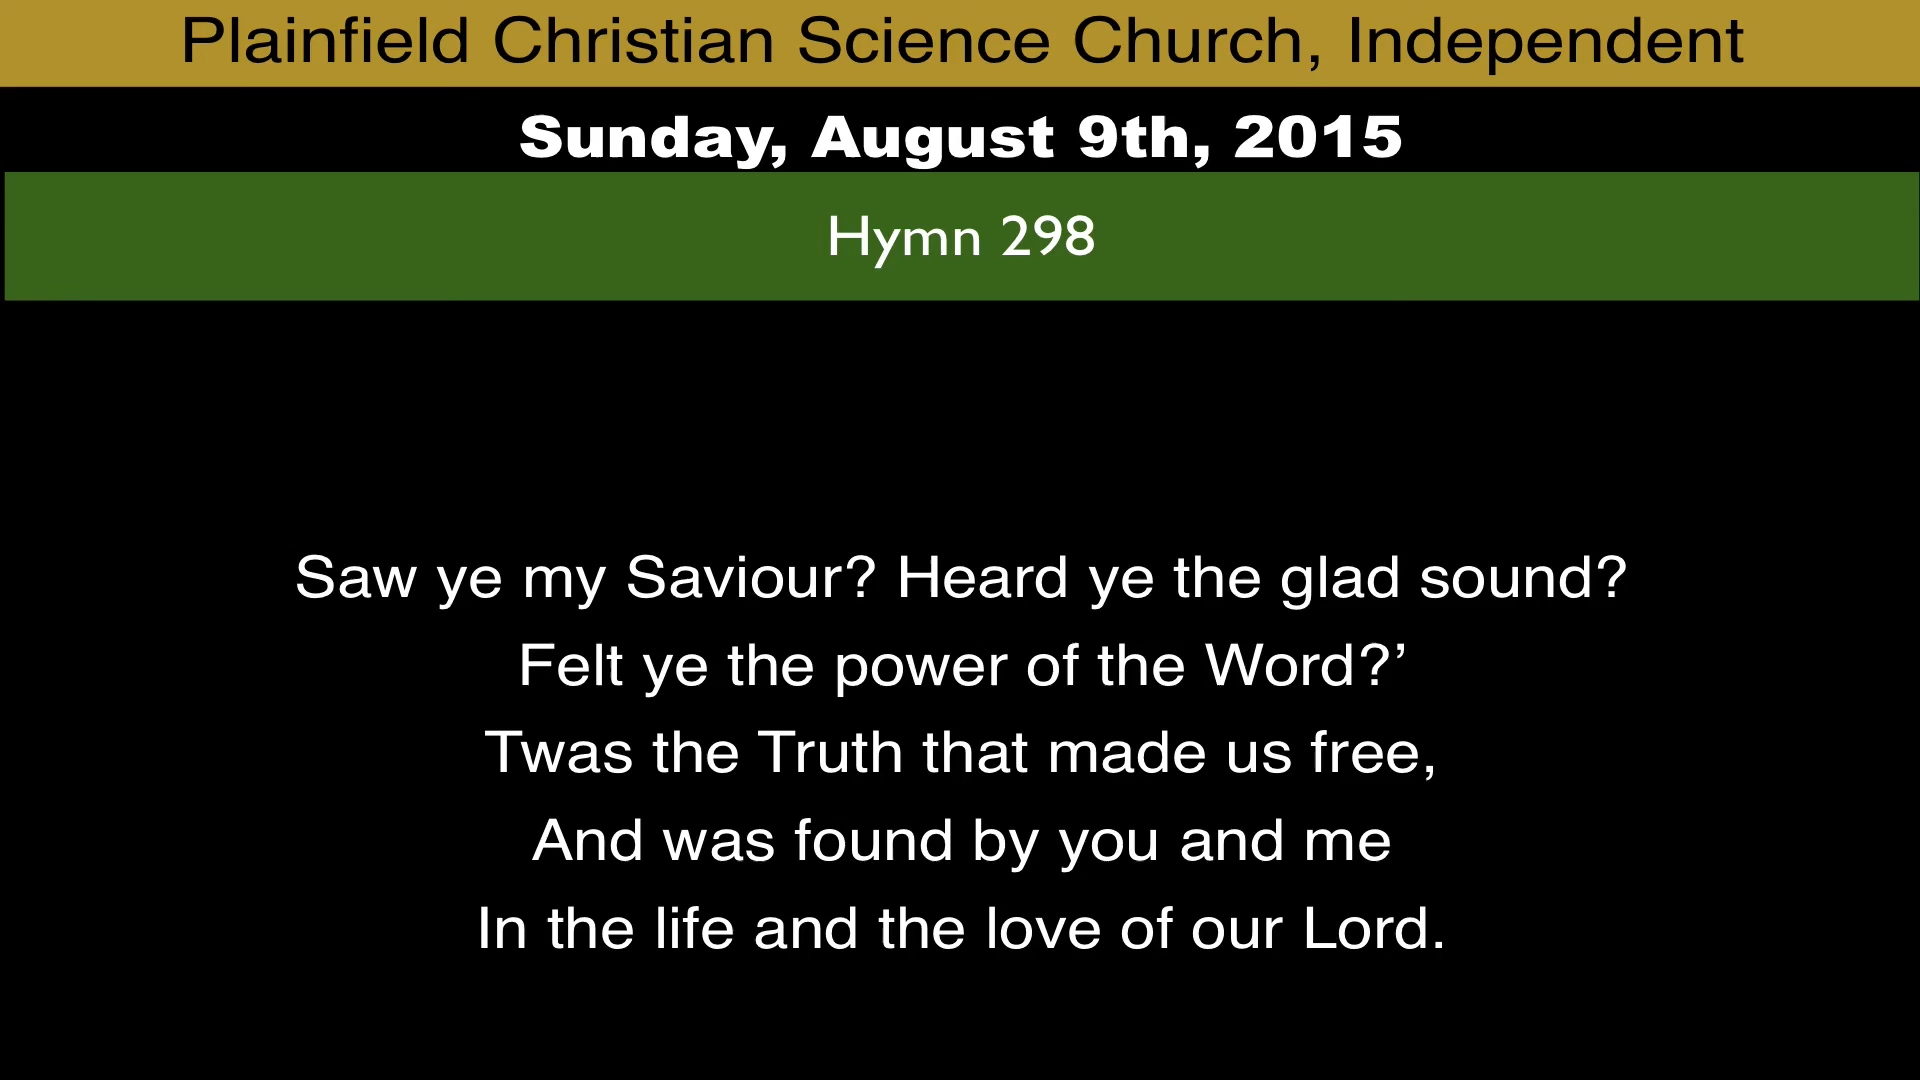 Plainfield Christian Science Church, Independent
Sunday, August 9th, 2015
Hymn 298
Saw ye my Saviour? Heard ye the glad sound?
Felt ye the power of the Word?’
Twas the Truth that made us free,
And was found by you and me
In the life and the love of our Lord.